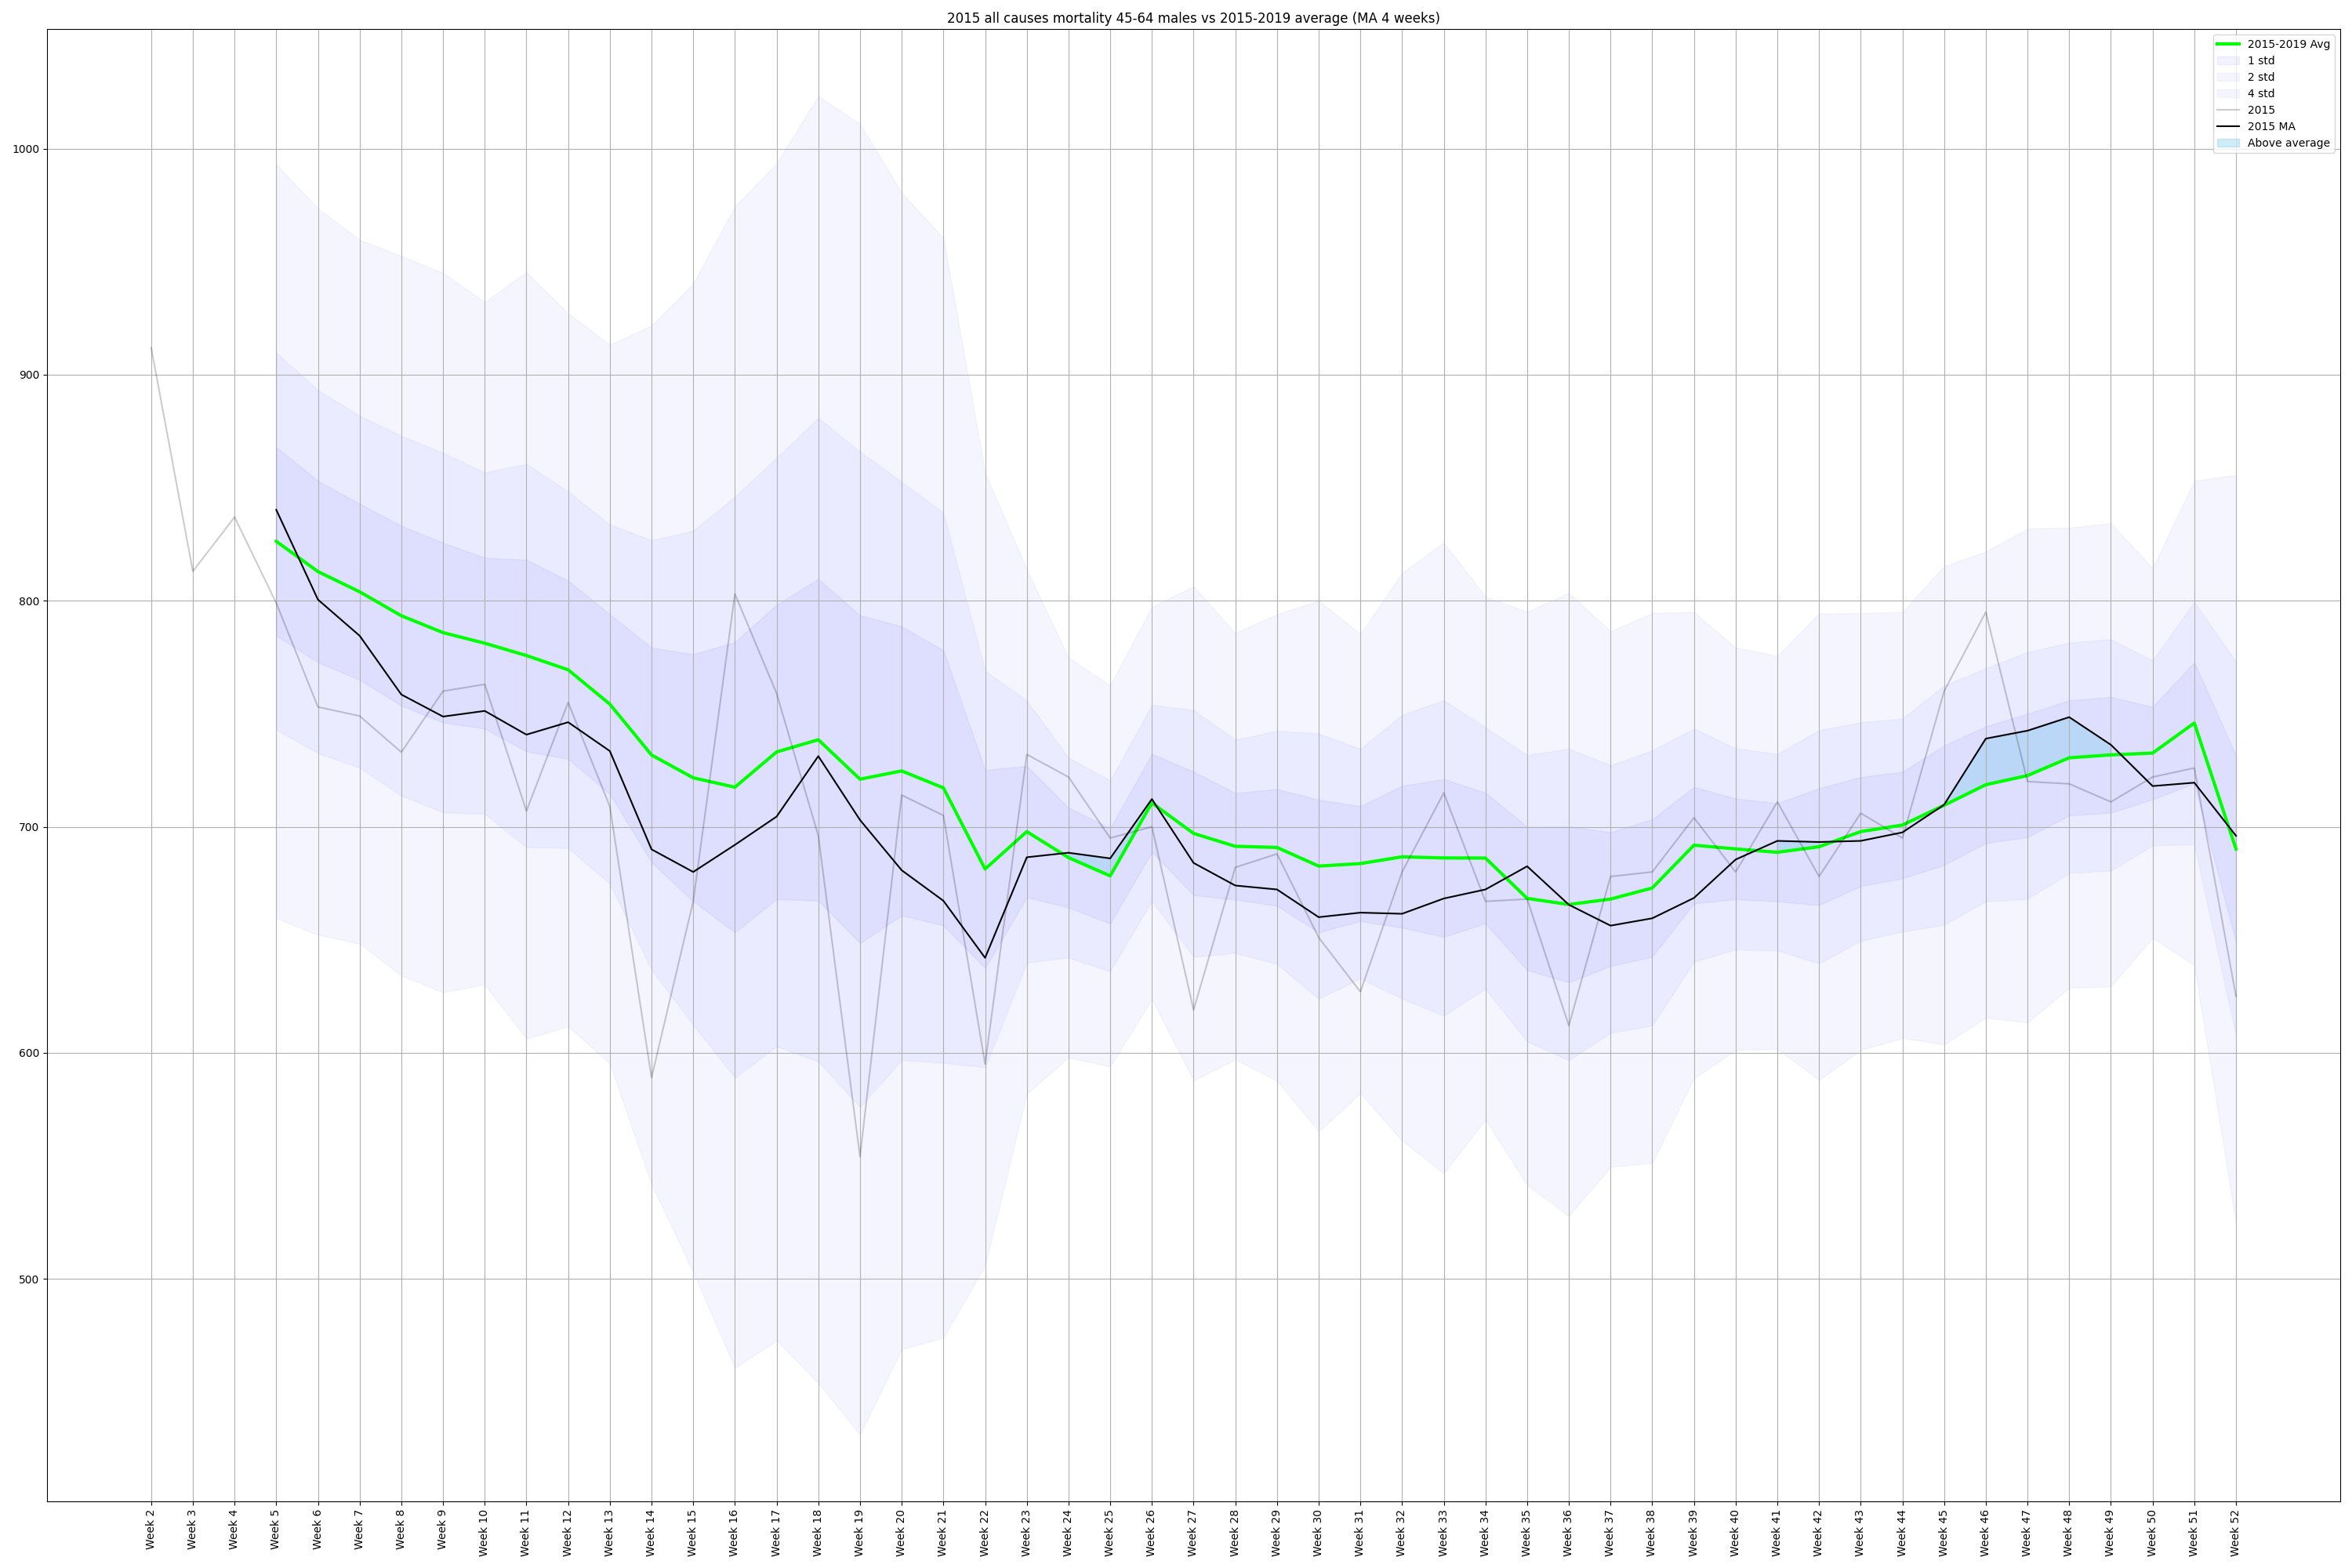 2015 all causes mortality 45-64 males vs 2015-2019 average (MA 4 weeks)
2015-2019 Avg
1 std
2 std
4 std
2015
2015 MA
Above average
1000
900
800
700
600
500
Week 2
Week 3
Week 4
Week 5
Week 6
Week 7
Week 8
Week 9
Week 10
Week 11
Week 12
Week 13
Week 14
Week 15
Week 16
Week 17
Week 18
Week 19
Week 20
Week 21
Week 22
Week 23
Week 24
Week 25
Week 26
Week 27
Week 28
Week 29
Week 30
Week 31
Week 32
Week 33
Week 34
Week 35
Week 36
Week 37
Week 38
Week 39
Week 40
Week 41
Week 42
Week 43
Week 44
Week 45
Week 46
Week 47
Week 48
Week 49
Week 50
Week 51
Week 52